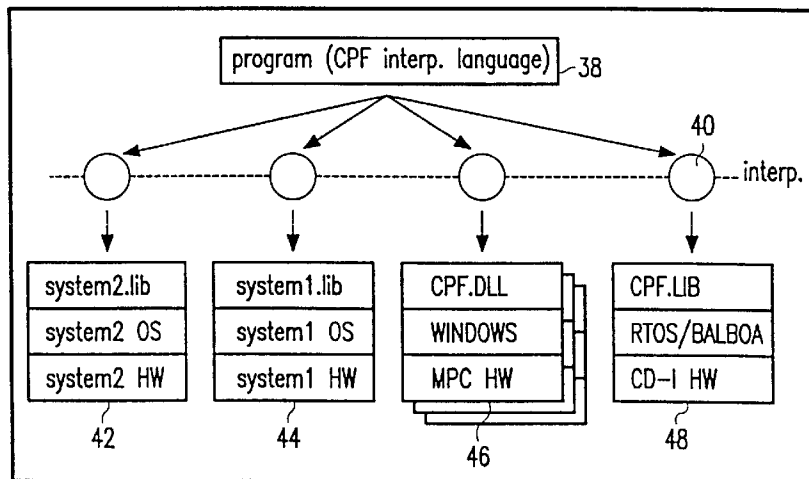 program (CPF interp. language)
38
40
interp.
system2.lib
system2 OS
system2 HW
42
system1.lib
system1 OS
system1 HW
44
CPF.DLL
WINDOWS
MPC HW
46
CPF.LIB
RTOS/BALBOA
CD-I HW
48